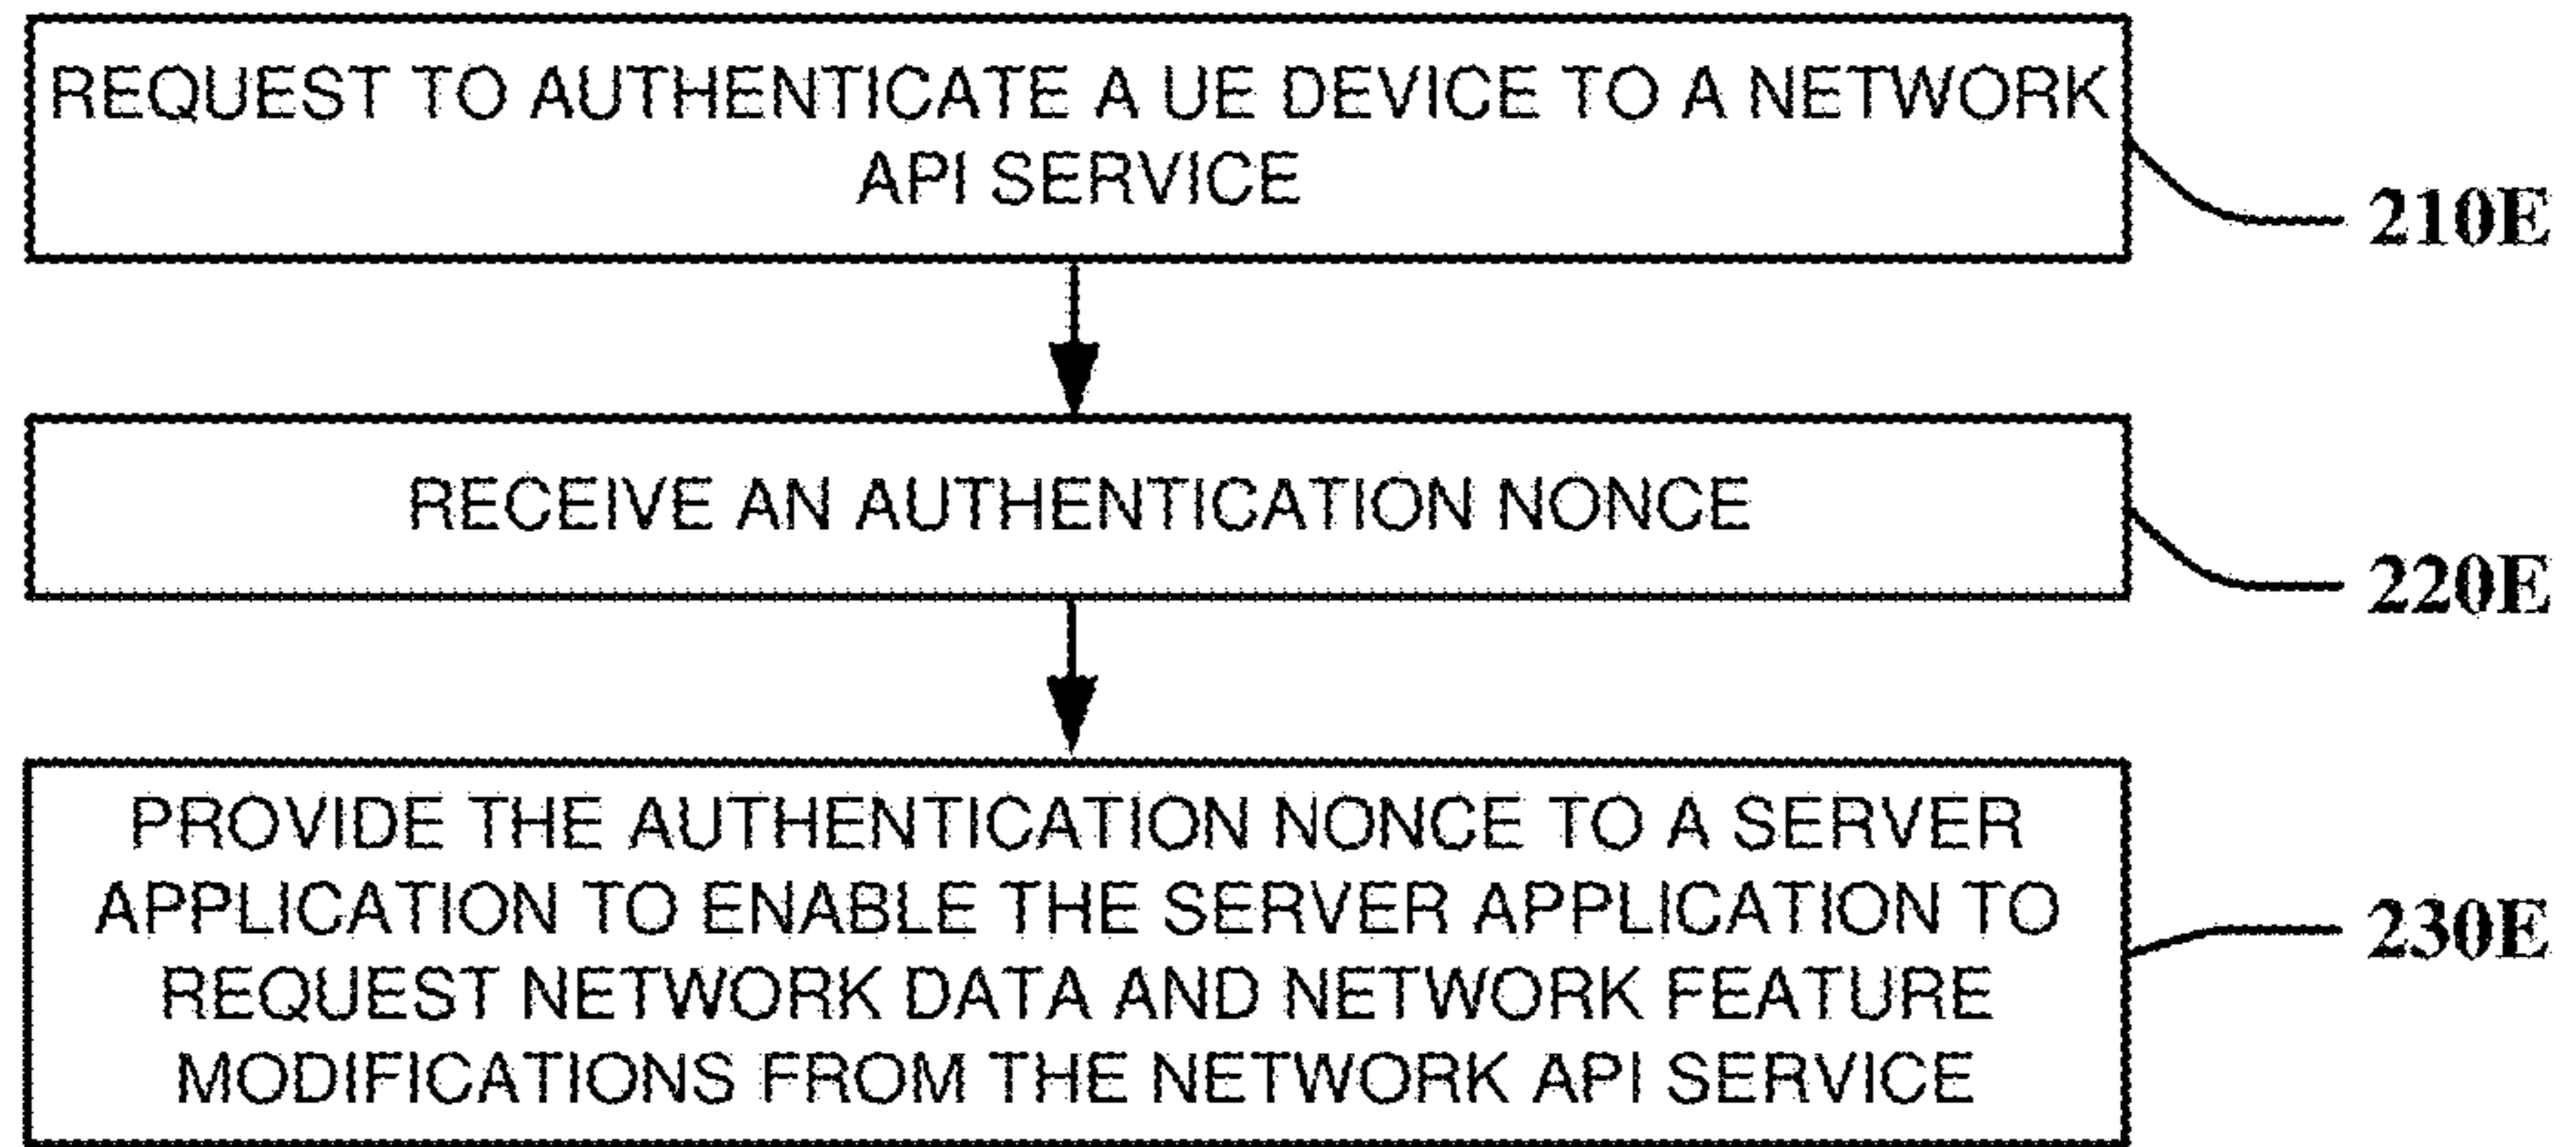 REQUEST TO AUTHENTICATE A UE DEVICE TO A NETWORK
API SERVICE
210E
RECEIVE AN AUTHENTICATION NONCE
220E
PROVIDE THE AUTHENTICATION NONCE TO A SERVER
APPLICATION TO ENABLE THE SERVER APPLICATION TO
REQUEST NETWORK DATA AND NETWORK FEATURE
MODIFICATIONS FROM THE NETWORK API SERVICE
230E